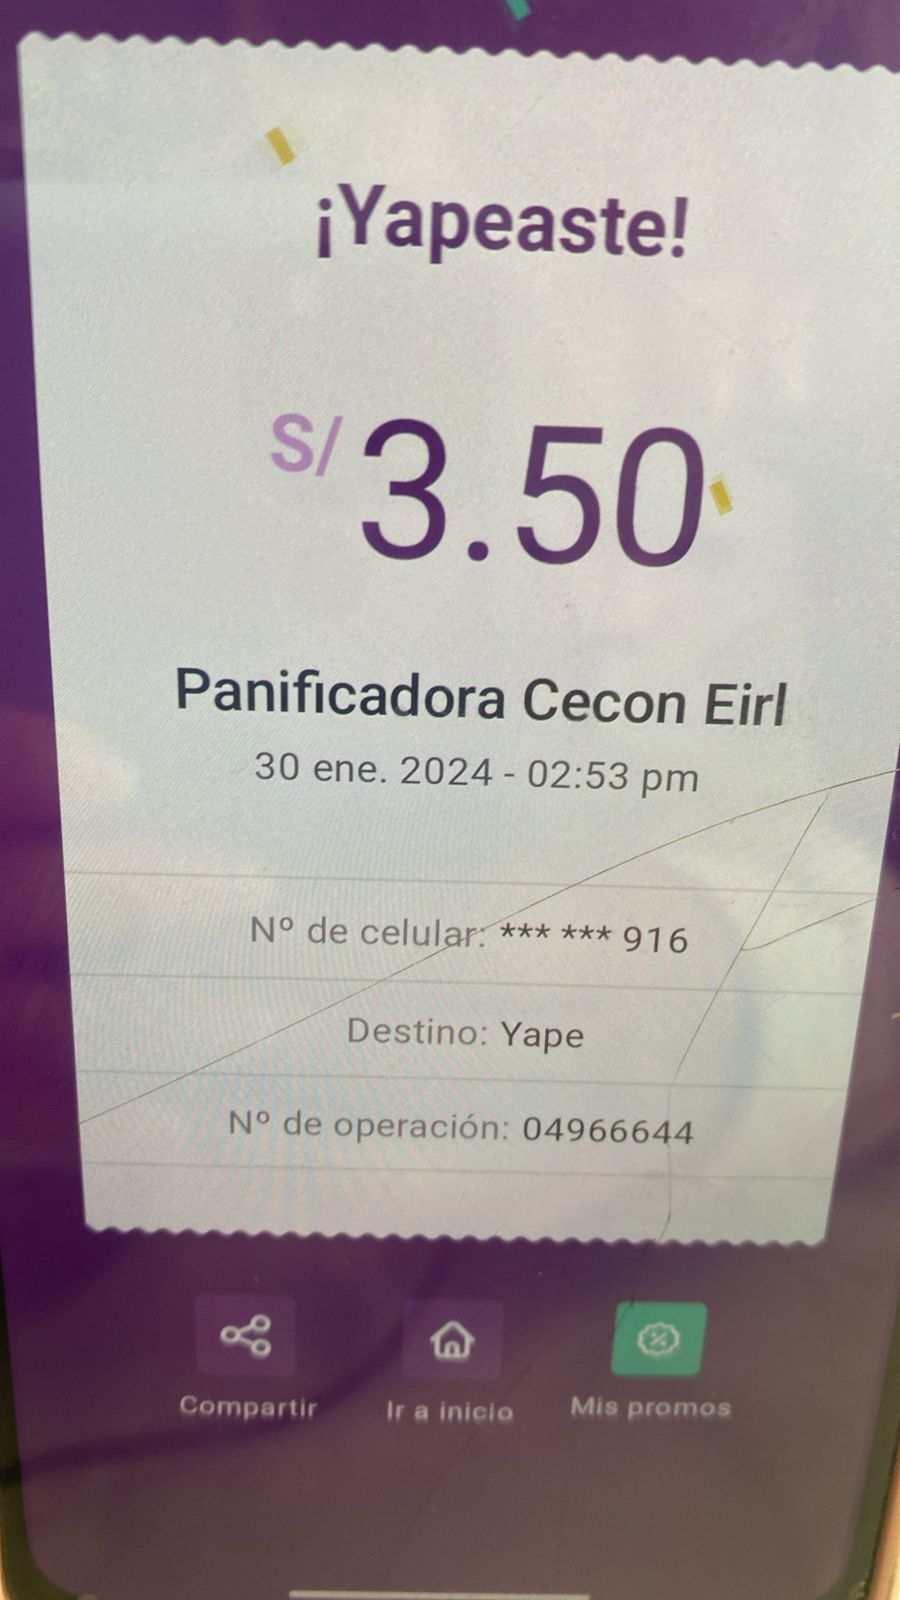 ¡Yapeaste!
S/ 3.50
Panificadora Cecon Eirl
30 ene. 2024 - 02:53 pm
Nº de celular: *** *** 916
Destino: Yape
Nº de operación: 04966644
Compartir
Ir a inicio
Mis promos